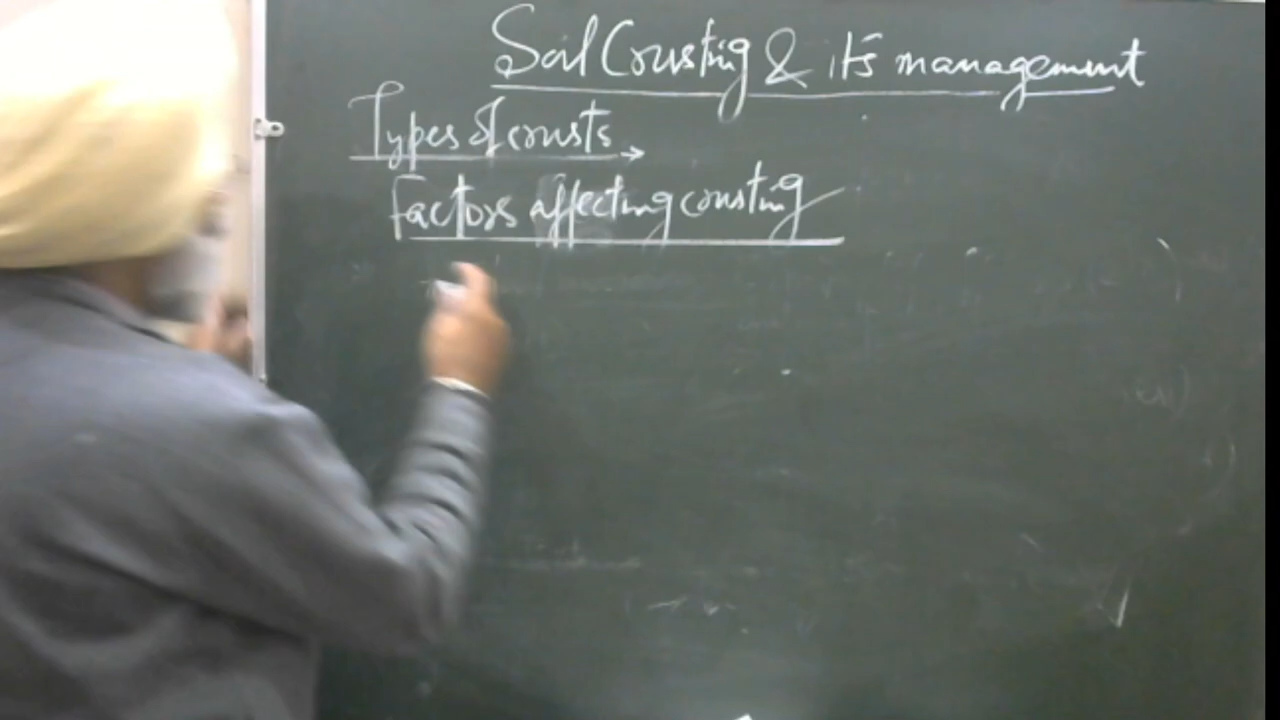 Soil Crusting & its management
Types of crusts →
Factors affecting crusting